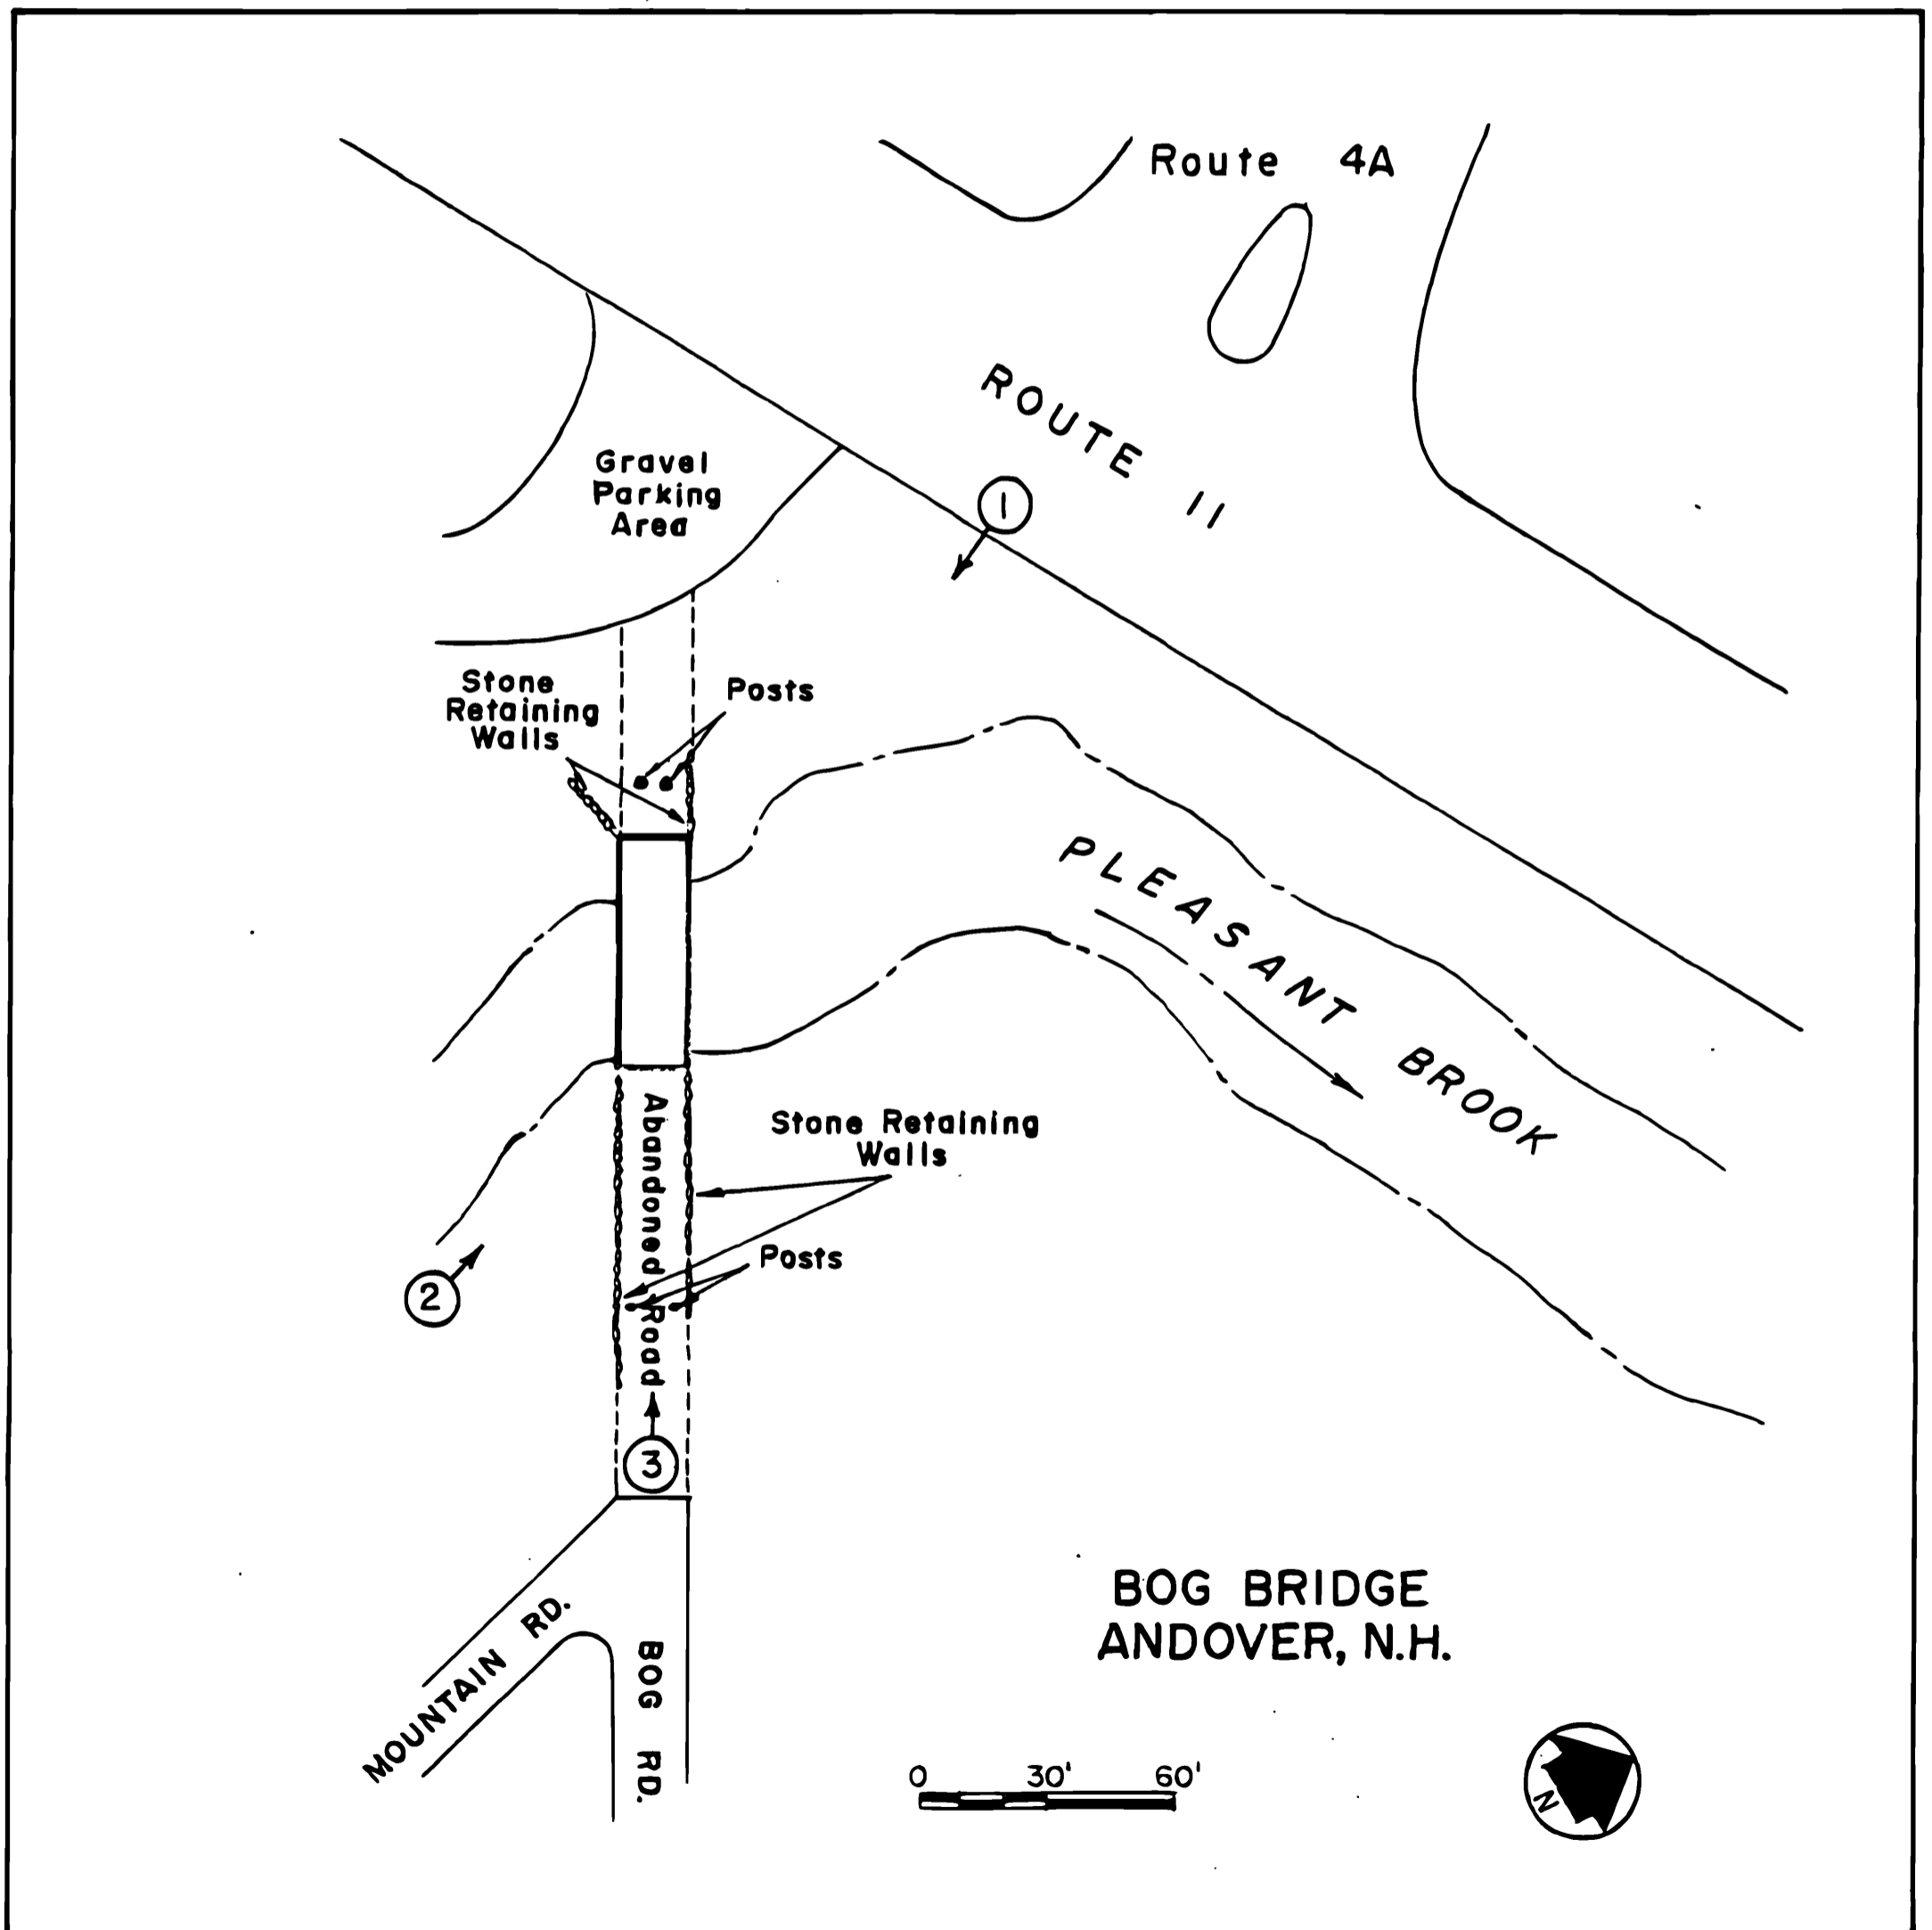 Route 4A
ROUTE 11
Gravel
Parking
Area
1
Stone
Retaining
Walls
Posts
PLEASANT BROOK
Abandoned Road
Stone Retaining
Walls
Posts
2
3
MOUNTAIN RD.
BOG RD.
BOG BRIDGE
ANDOVER, N.H.
0 30' 60'
N